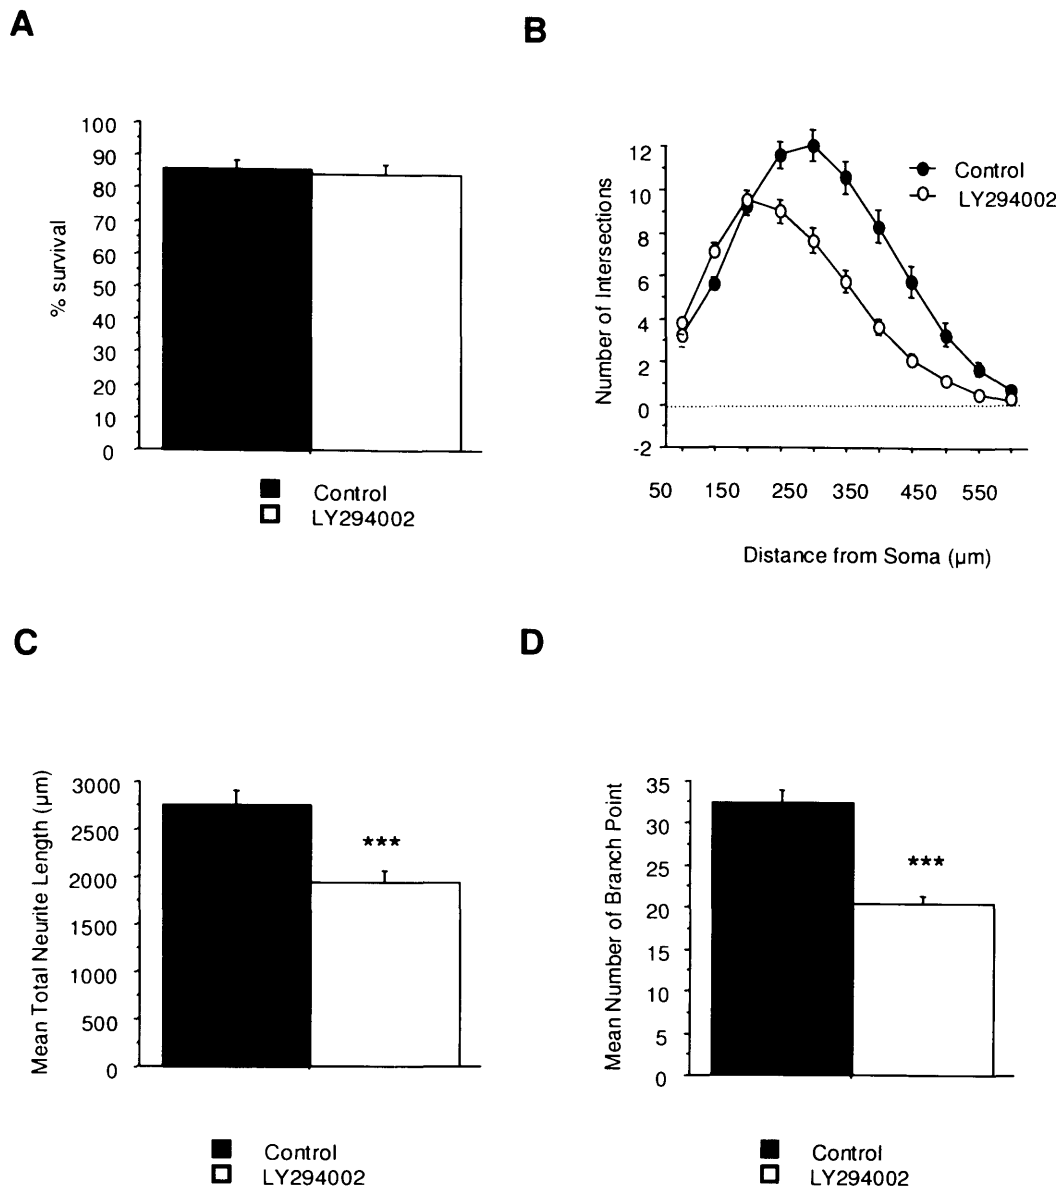 A
B
100
90
80
70
60
50
40
30
20
10
0
% survival
Control
LY294002
12
10
8
6
4
2
0
-2
Number of Intersections
Control
LY294002
50 150 250 350 450 550
Distance from Soma (µm)
C
D
3000
2500
2000
1500
1000
500
0
Mean Total Neurite Length (µm)
***
Control
LY294002
35
30
25
20
15
10
5
0
Mean Number of Branch Point
***
Control
LY294002